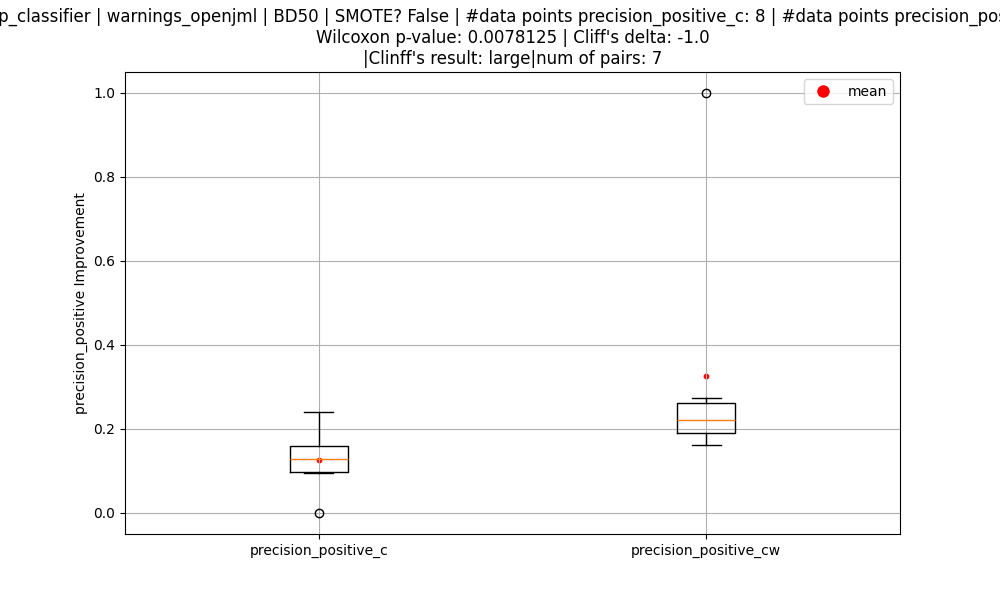 p_classifier | warnings_openjml | BD50 | SMOTE? False | #data points precision_positive_c: 8 | #data points precision_pos
Wilcoxon p-value: 0.0078125 | Cliff's delta: -1.0
|Clinff's result: large|num of pairs: 7
mean
1.0
0.8
0.6
0.4
0.2
0.0
precision_positive Improvement
precision_positive_c
precision_positive_cw